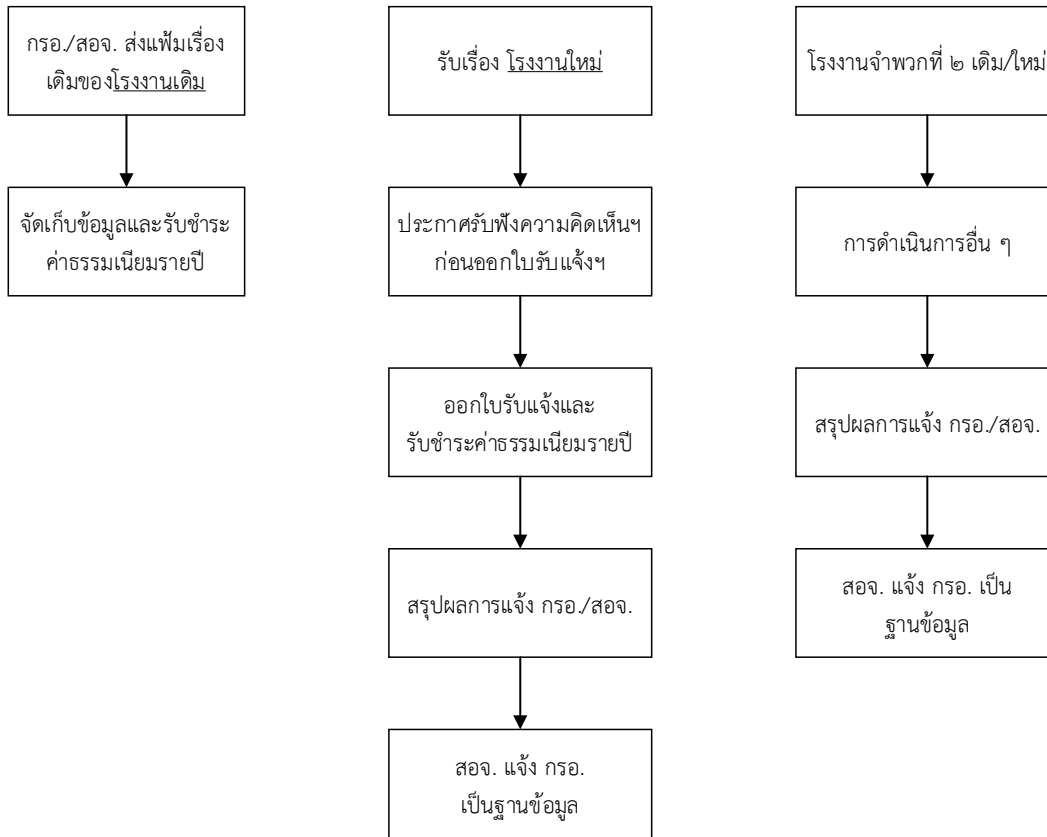 กรอ./สอจ. ส่งแฟ้มเรื่อง
เดิมของโรงงานเดิม
จัดเก็บข้อมูลและรับชำระ
ค่าธรรมเนียมรายปี
รับเรื่อง โรงงานใหม่
ประกาศรับฟังความคิดเห็นฯ
ก่อนออกใบรับแจ้งฯ
ออกใบรับแจ้งและ
รับชำระค่าธรรมเนียมรายปี
สรุปผลการแจ้ง กรอ./สอจ.
สอจ. แจ้ง กรอ.
เป็นฐานข้อมูล
โรงงานจำพวกที่ ๒ เดิม/ใหม่
การดำเนินการอื่น ๆ
สรุปผลการแจ้ง กรอ./สอจ.
สอจ. แจ้ง กรอ. เป็น
ฐานข้อมูล